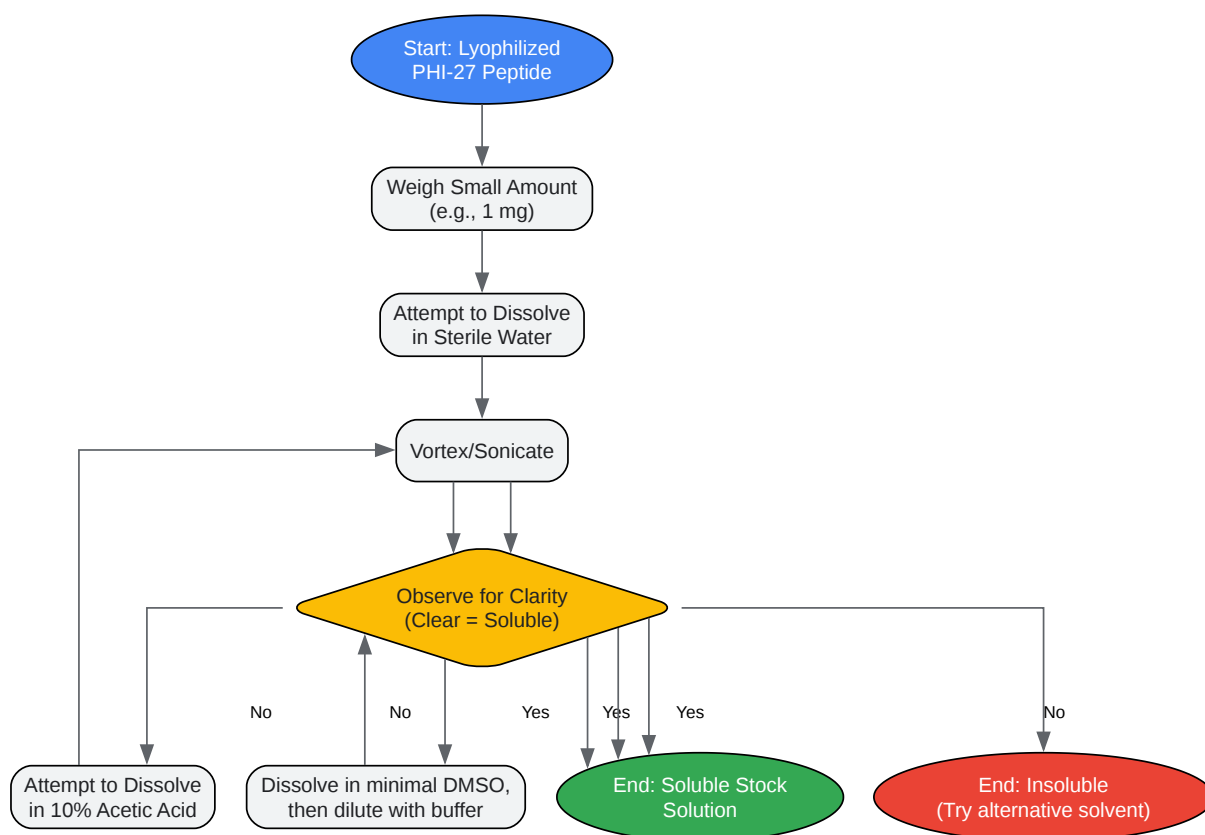 Start: Lyophilized
PHI-27 Peptide
Weigh Small Amount
(e.g., 1 mg)
Attempt to Dissolve
in Sterile Water
Vortex/Sonicate
Observe for Clarity
(Clear = Soluble)
No
No
Yes
Yes
Yes
No
Attempt to Dissolve
in 10% Acetic Acid
Dissolve in minimal DMSO,
then dilute with buffer
End: Soluble Stock
Solution
End: Insoluble
(Try alternative solvent)